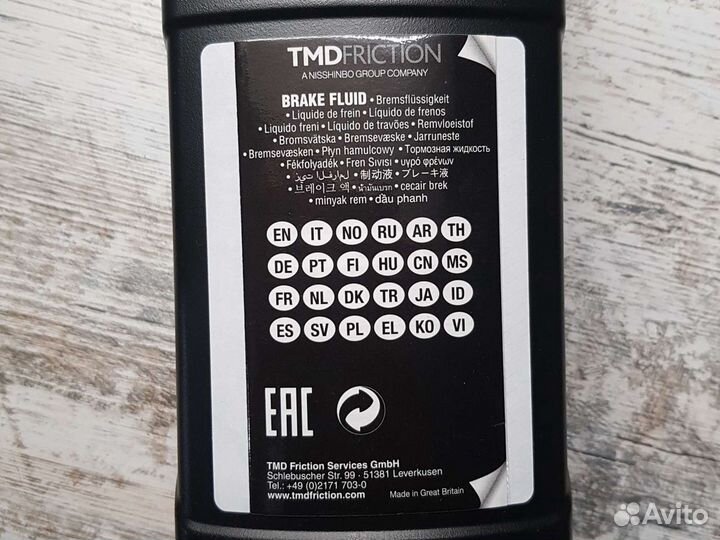 TMDFRICTION
A NISSHINBO GROUP COMPANY
BRAKE FLUID • Bremsflüssigkeit
• Liquide de frein • Líquido de frenos
• Liquido freni • Líquido de travões • Remvloeistof
• Bromsvätska • Bremsevæske • Jarruneste
• Bremsevæsken • Płyn hamulcowy • Тормозная жидкость
• Fékfolyadék • Fren Sıvısı • υγρό φρένων
• زيت الفرامل • 制动液 • ブレーキ液
• 브레이크 액 • น้ำมันเบรก • cecair brek
• minyak rem • dầu phanh
EN IT NO RU AR TH
DE PT FI HU CN MS
FR NL DK TR JA ID
ES SV PL EL KO VI
EAC
TMD Friction Services GmbH
Schlebuscher Str. 99 · 51381 Leverkusen
Tel.: +49 (0)2171 703-0
www.tmdfriction.com
Made in Great Britain
Avito